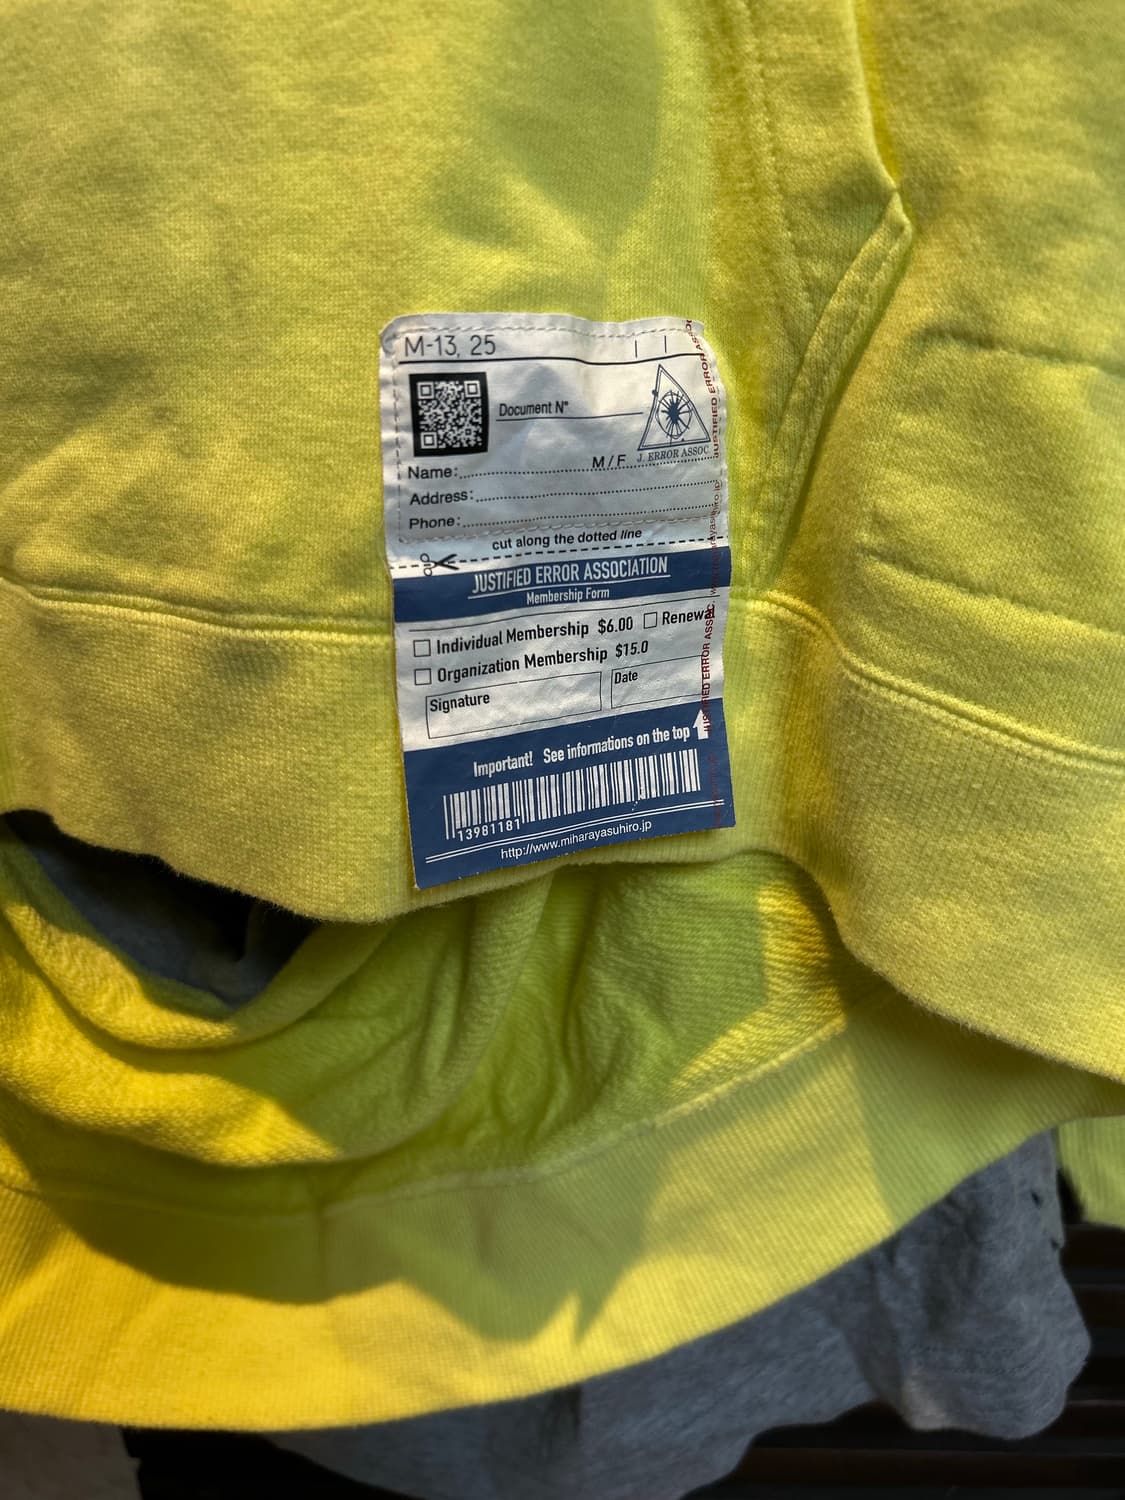 M-13, 25
Document N°
J. ERROR ASSOC
M / F
Name:
Address:
Phone:
cut along the dotted line
JUSTIFIED ERROR ASSOCIATION
Membership Form
Individual Membership $6.00 Renewal
Organization Membership $15.0
Signature
Date
Important! See informations on the top
13981181
http://www.miharayasuhiro.jp
JUSTIFIED ERROR ASSOC